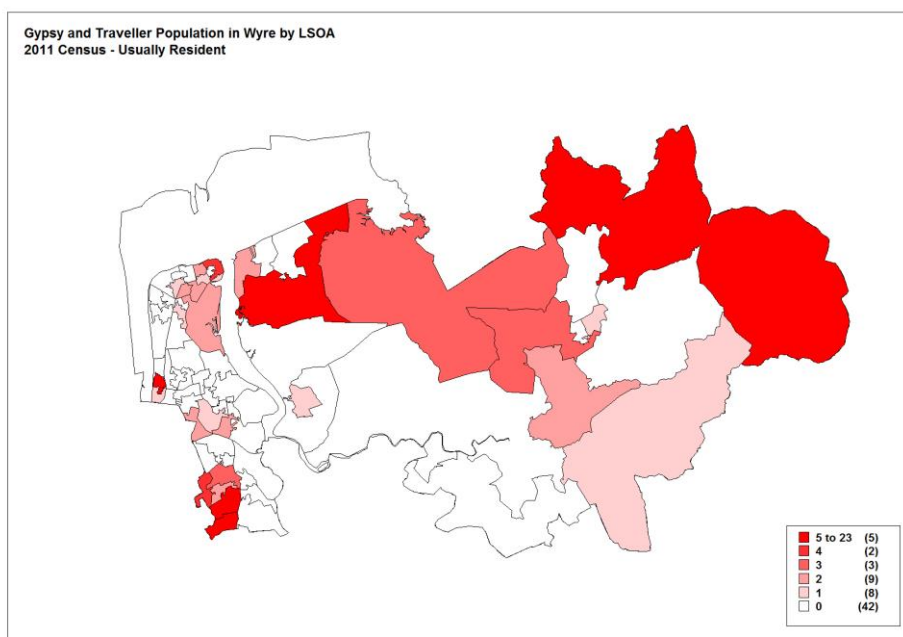 Gypsy and Traveller Population in Wyre by LSOA
2011 Census - Usually Resident
5 to 23 (5)
4 (2)
3 (3)
2 (9)
1 (8)
0 (42)